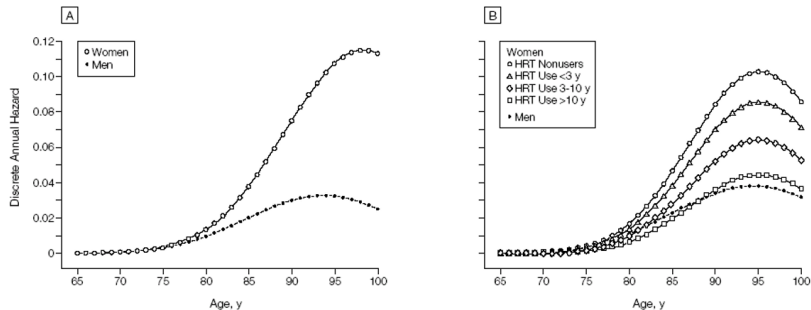 A
Women
Men
0.12
0.10
0.08
0.06
0.04
0.02
0
Discrete Annual Hazard
65 70 75 80 85 90 95 100
Age, y
B
Women
HRT Nonusers
HRT Use <3 y
HRT Use 3-10 y
HRT Use >10 y
Men
65 70 75 80 85 90 95 100
Age, y